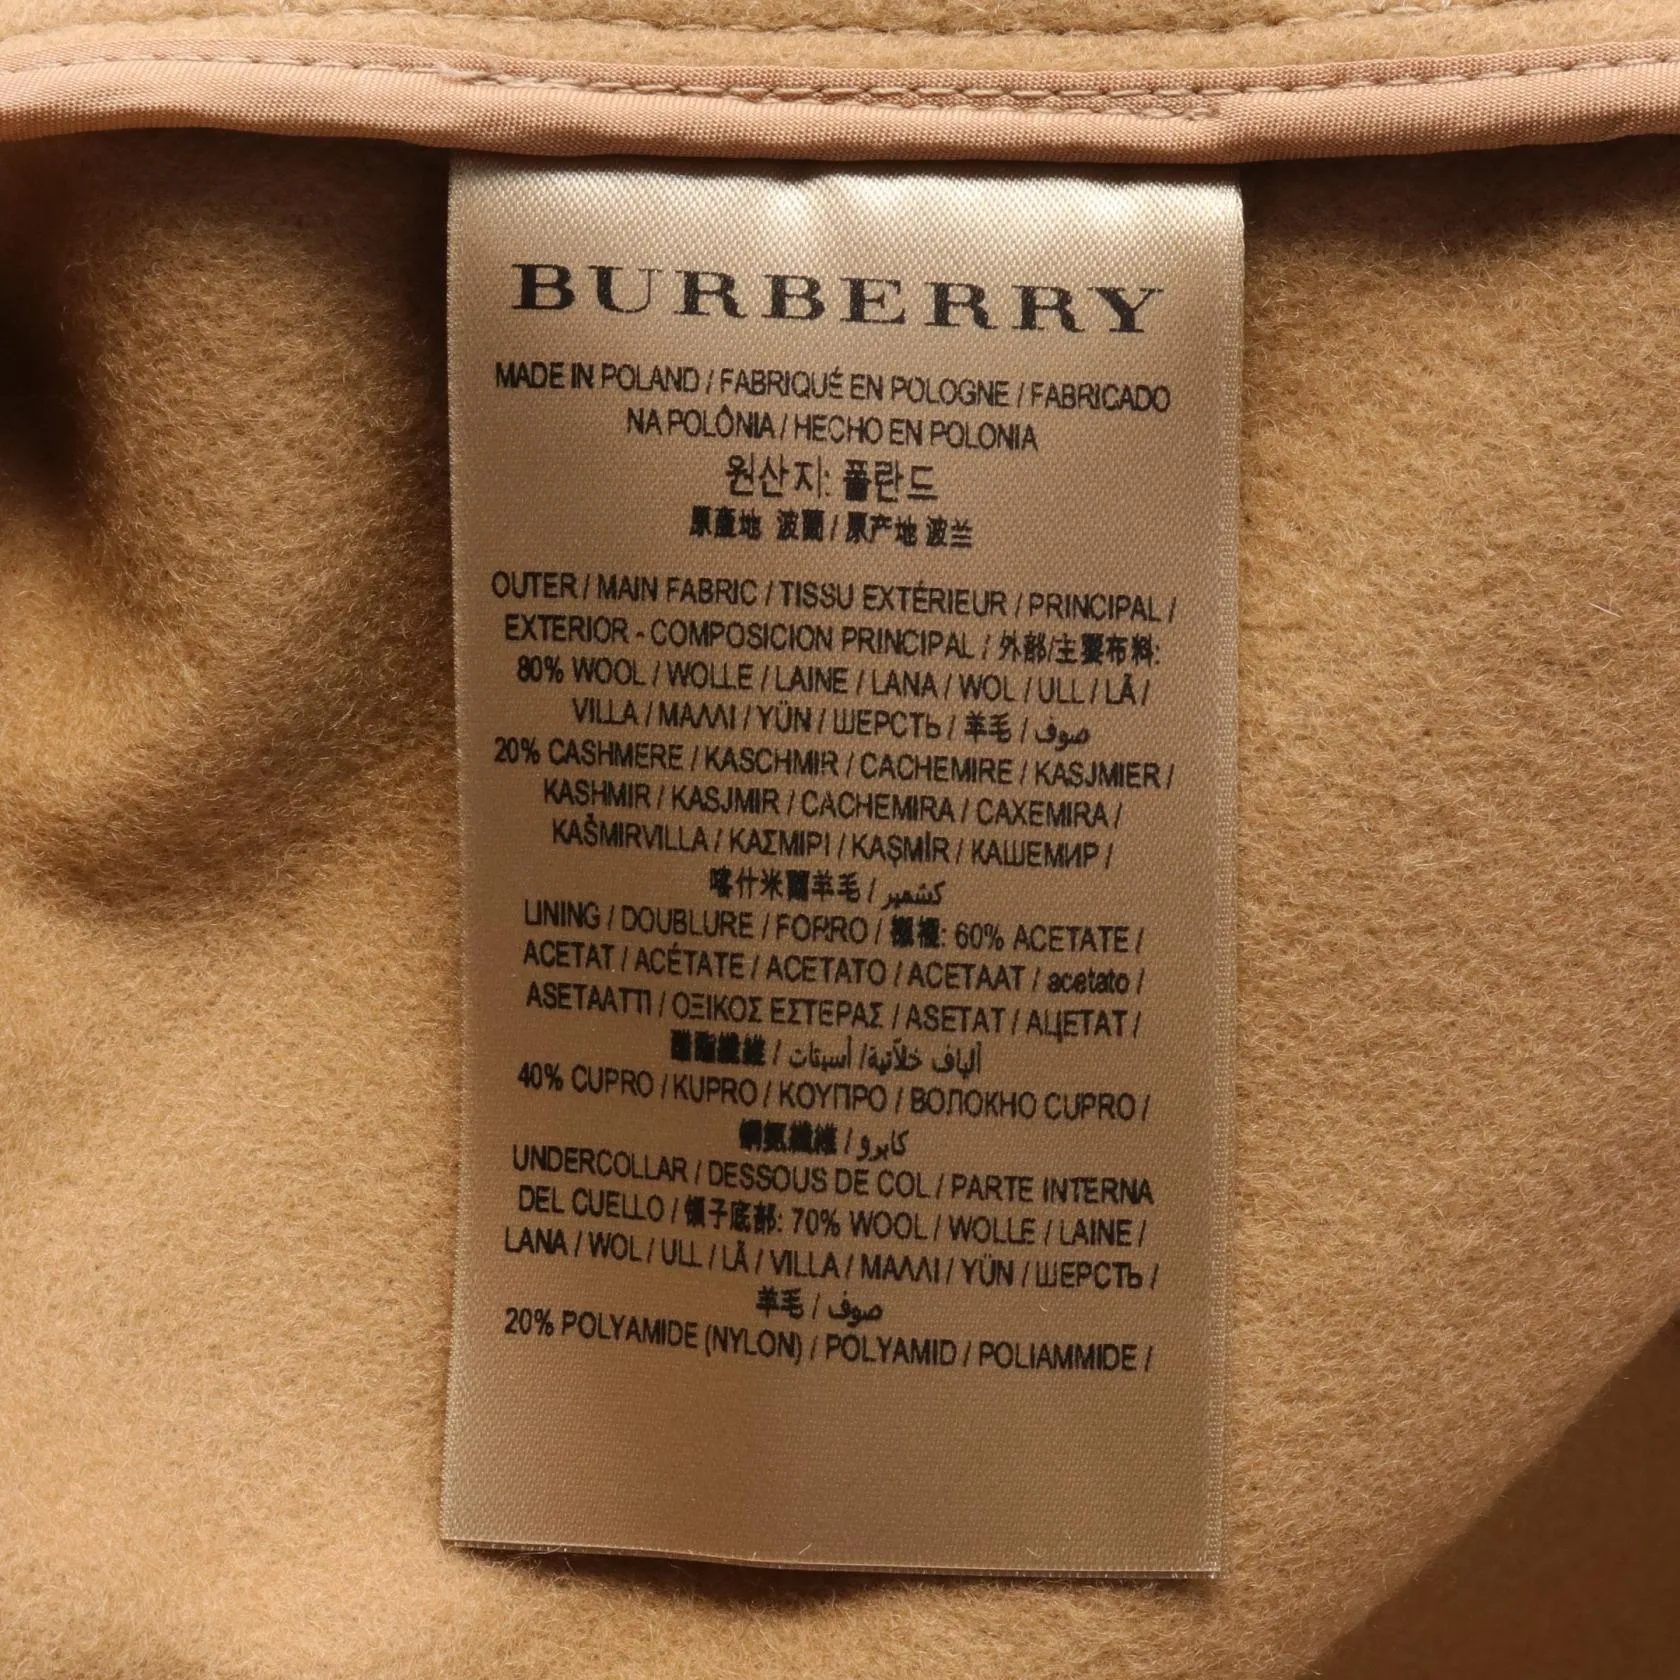 BURBERRY
MADE IN POLAND / FABRIQUÉ EN POLOGNE / FABRICADO
NA POLÔNIA / HECHO EN POLONIA
원산지: 폴란드
原產地 波蘭 / 原产地 波兰
OUTER / MAIN FABRIC / TISSU EXTÉRIEUR / PRINCIPAL /
EXTERIOR - COMPOSICION PRINCIPAL / 外部/主要布料:
80% WOOL / WOLLE / LAINE / LANA / WOL / ULL / LÃ /
VILLA / ΜΑΛΛΙ / YÜN / ШЕРСТЬ / 羊毛 / صوف
20% CASHMERE / KASCHMIR / CACHEMIRE / KASJMIER /
KASHMIR / KASJMIR / CACHEMIRA / CAXEMIRA /
KAŠMIRVILLA / ΚΑΣΜΙΡΙ / KAŞMİR / КАШЕМИР /
喀什米爾羊毛 / كشمير
LINING / DOUBLURE / FORRO / 襯裡: 60% ACETATE /
ACETAT / ACÉTATE / ACETATO / ACETAAT / acetato /
ASETAATTI / ΟΞΙΚΟΣ ΕΣΤΕΡΑΣ / ASETAT / АЦЕТАТ /
醋酯纖維 / ألياف خلاتية/ أسيتات
40% CUPRO / KUPRO / ΚΟΥΠΡΟ / ВОЛОКНО CUPRO /
銅氨纖維 / كابرو
UNDERCOLLAR / DESSOUS DE COL / PARTE INTERNA
DEL CUELLO / 領子底部: 70% WOOL / WOLLE / LAINE /
LANA / WOL / ULL / LÃ / VILLA / ΜΑΛΛΙ / YÜN / ШЕРСТЬ /
羊毛 / صوف
20% POLYAMIDE (NYLON) / POLYAMID / POLIAMMIDE /